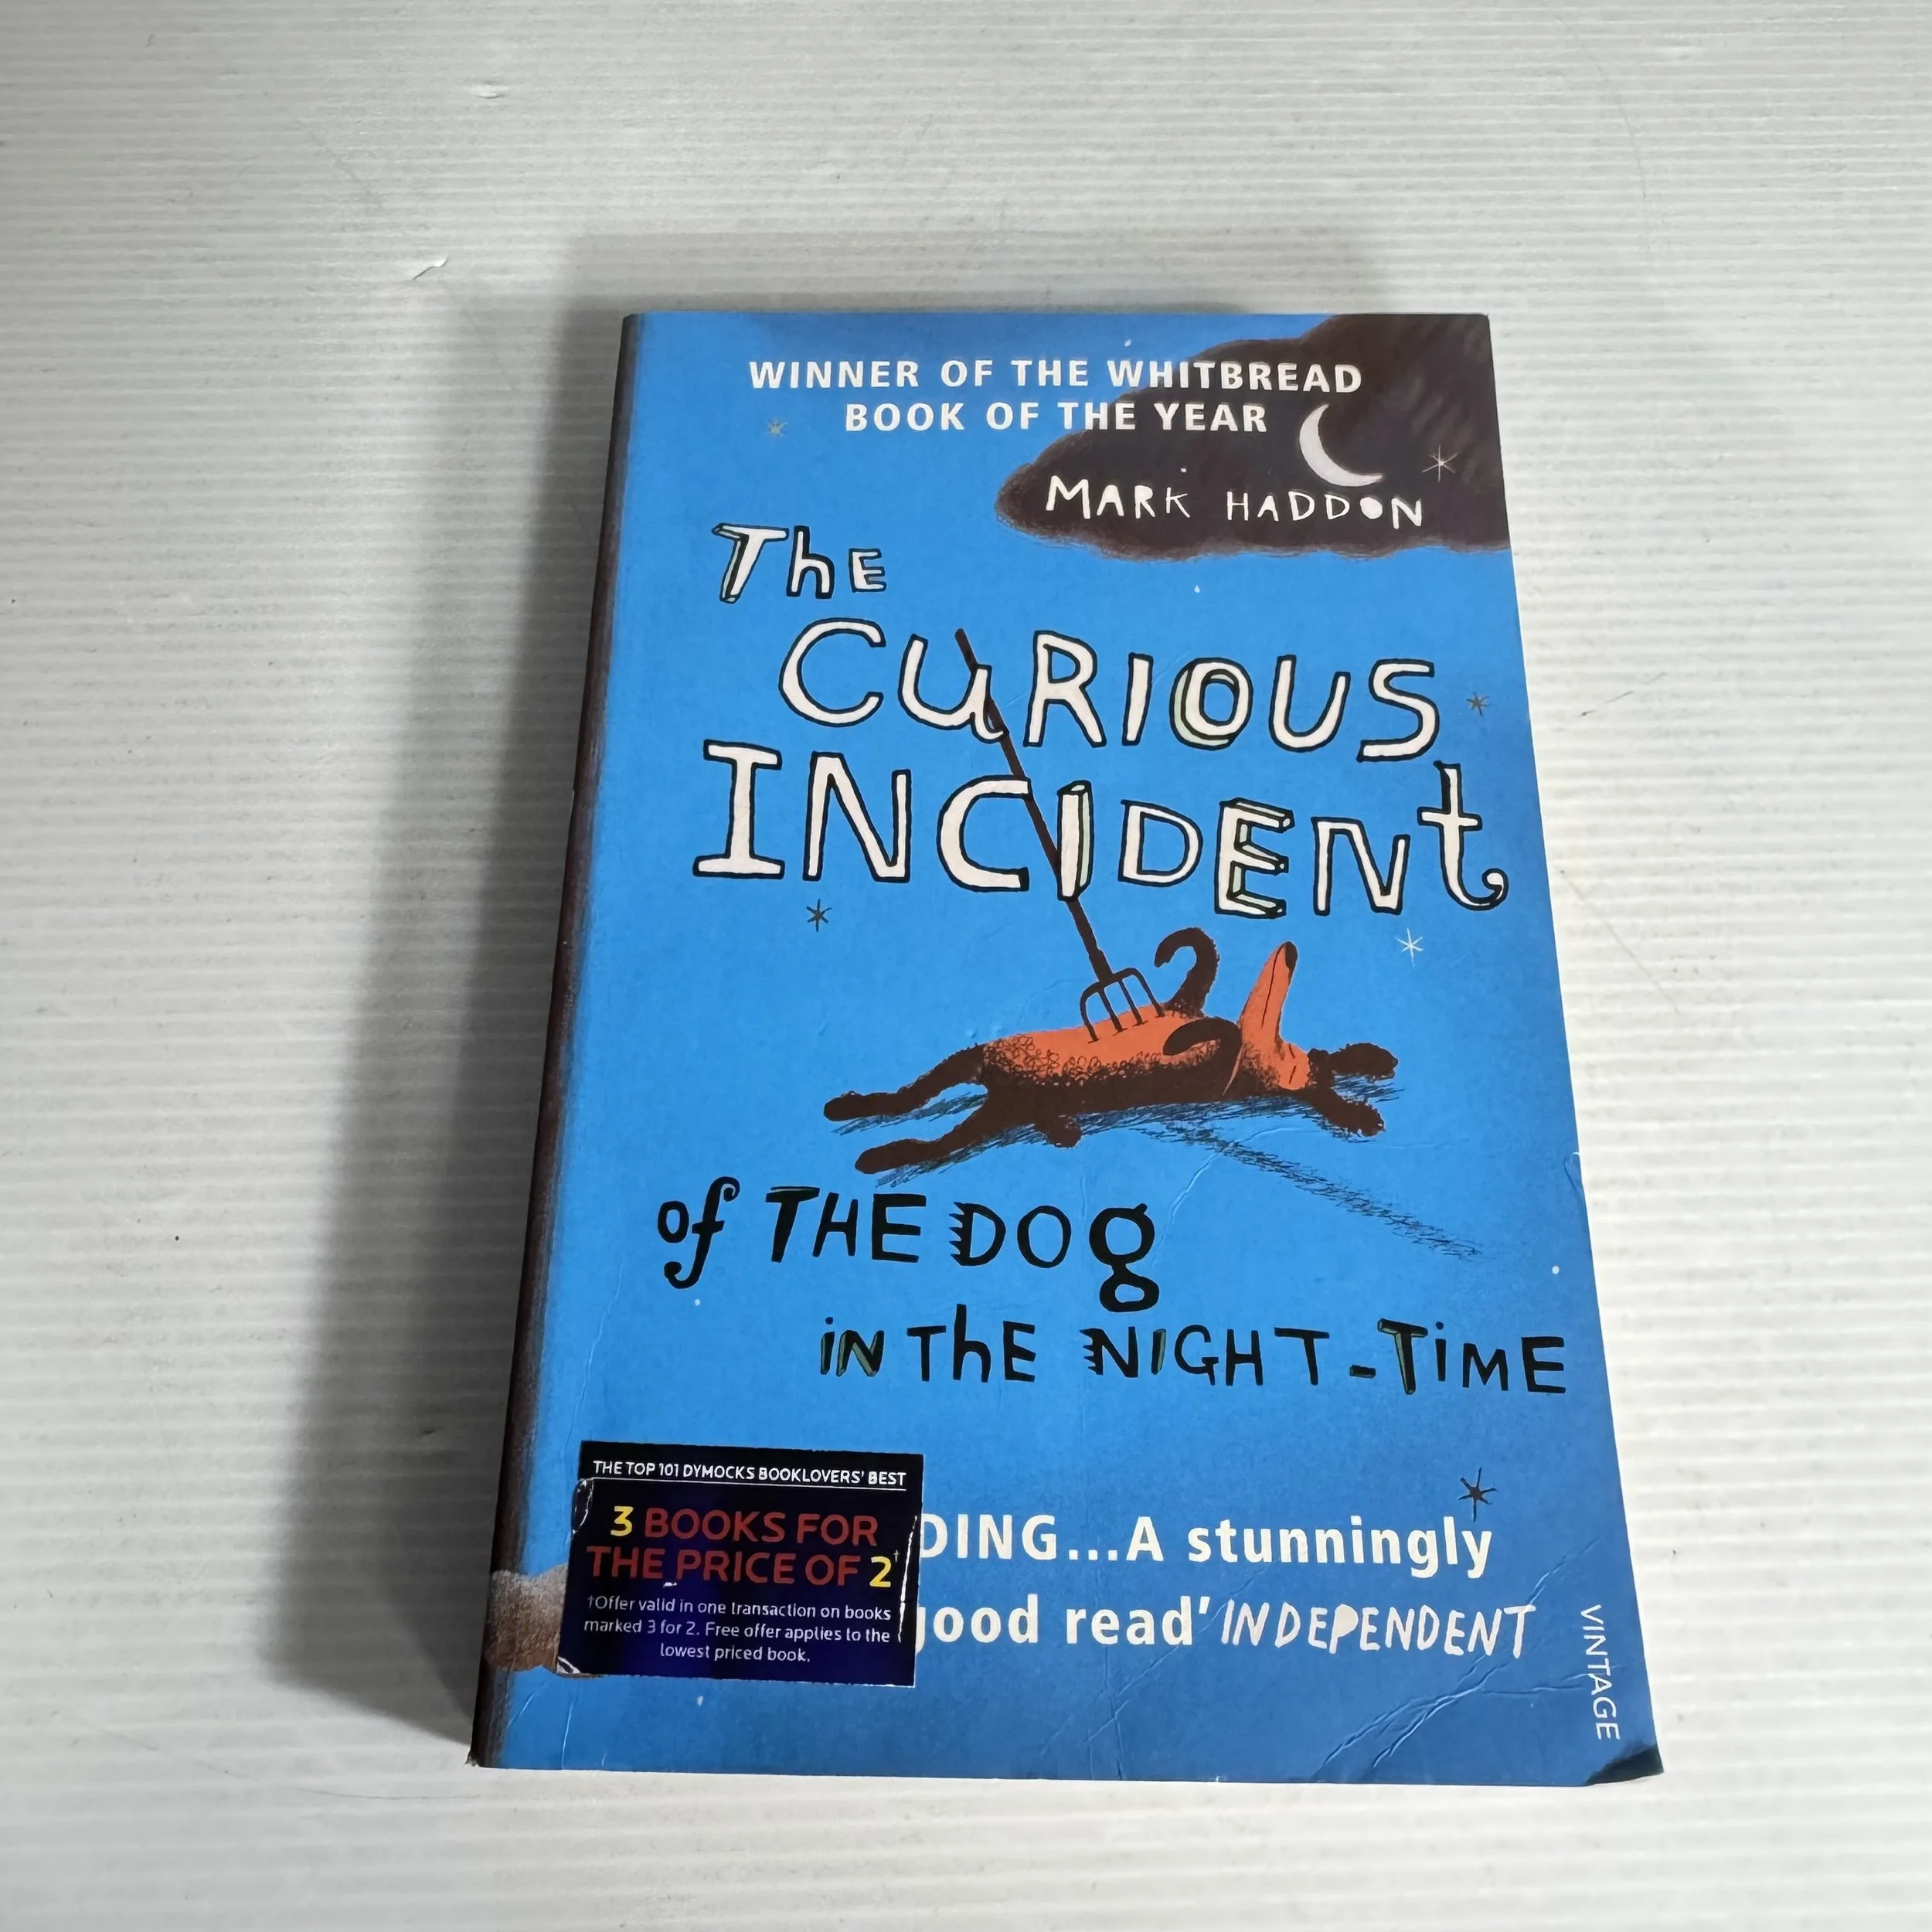 WINNER OF THE WHITBREAD
BOOK OF THE YEAR
MARK HADDON
The
CuRIOUS
INCIDENt
of THE DOg
iN ThE NIGHT-TiME
THE TOP 101 DYMOCKS BOOKLOVERS' BEST
3 BOOKS FOR
THE PRICE OF 2†
†Offer valid in one transaction on books
marked 3 for 2. Free offer applies to the
lowest priced book.
DING...A stunningly
good read' INDEPENDENT
VINTAGE